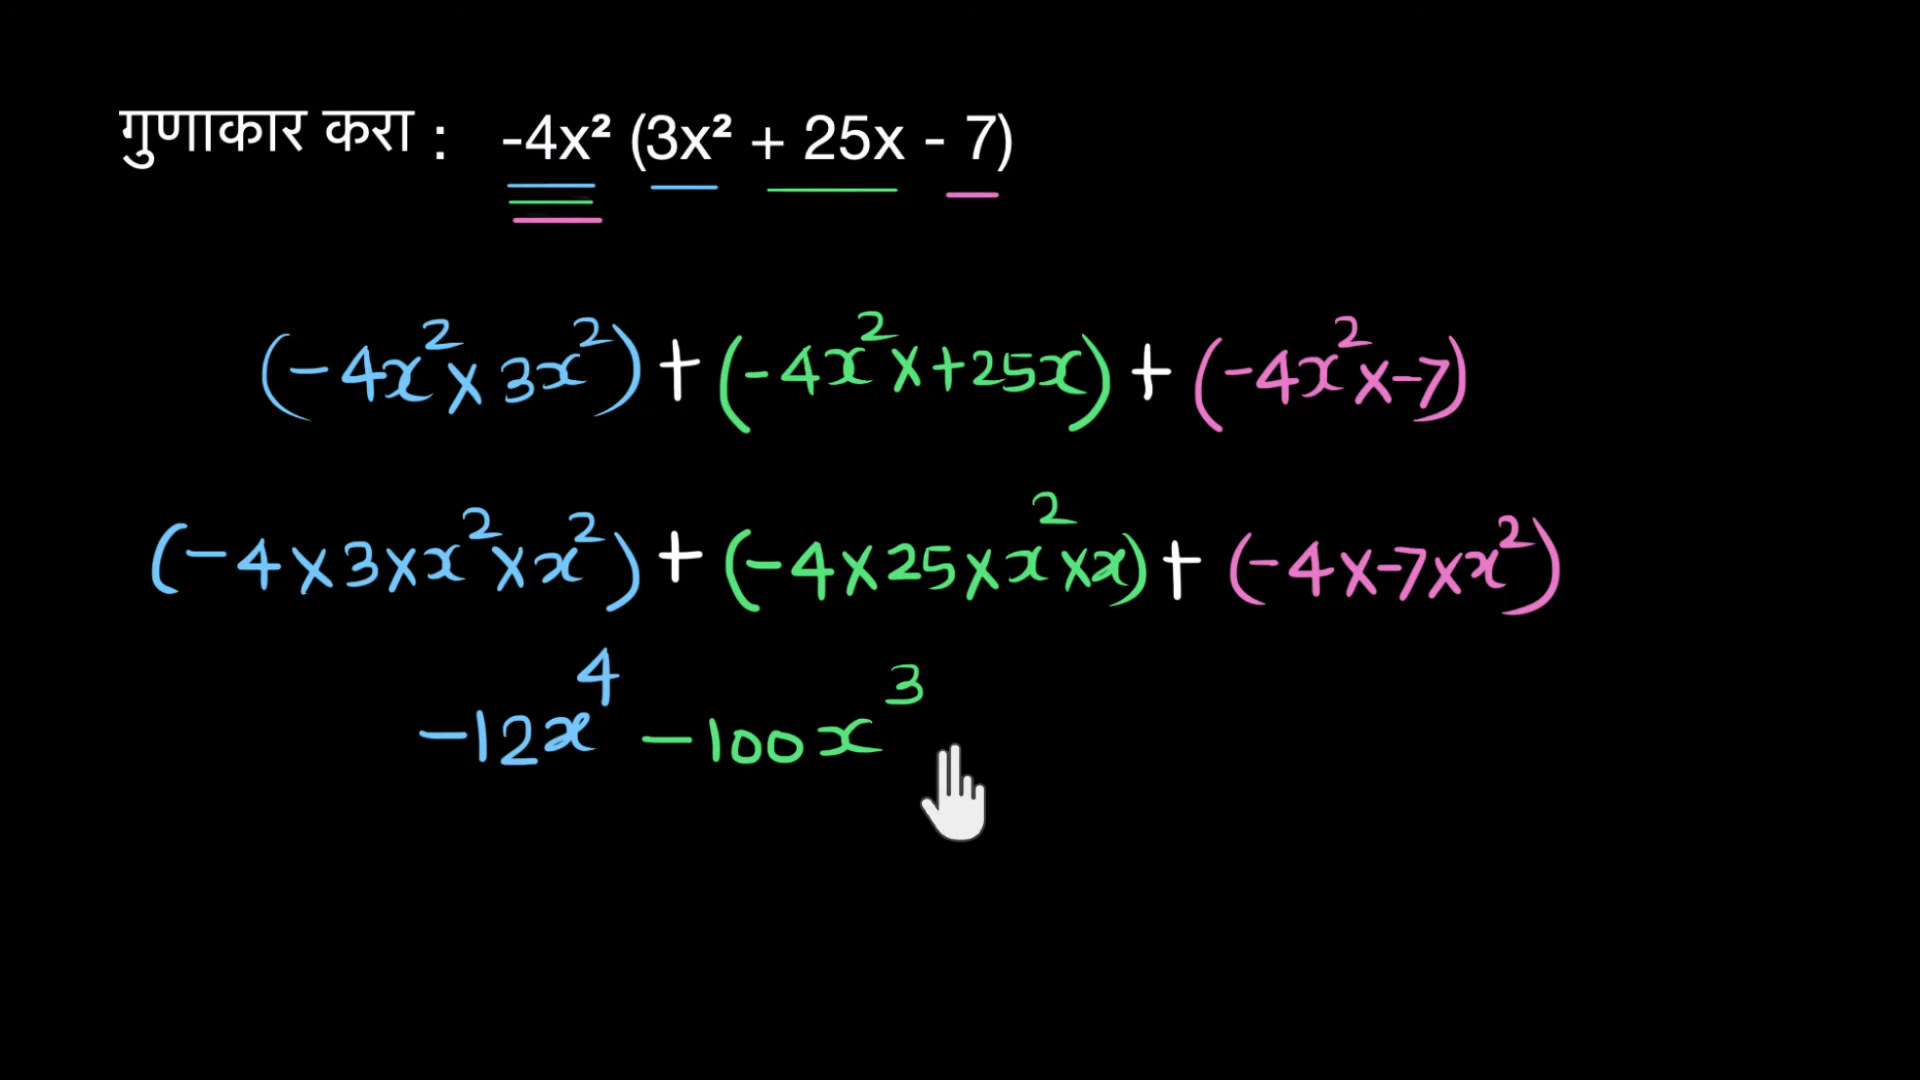 गुणाकार करा : -4x² (3x² + 25x - 7)
(-4x² x 3x²) + (-4x² x +25x) + (-4x² x -7)
(-4 x 3 x x² x x²) + (-4 x 25 x x² x x) + (-4 x -7 x x²)
-12x⁴ -100x³